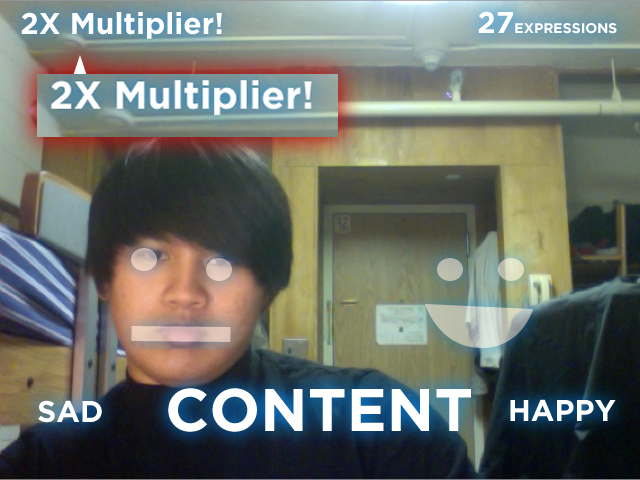 2X Multiplier!
27 EXPRESSIONS
2X Multiplier!
SAD
CONTENT
HAPPY